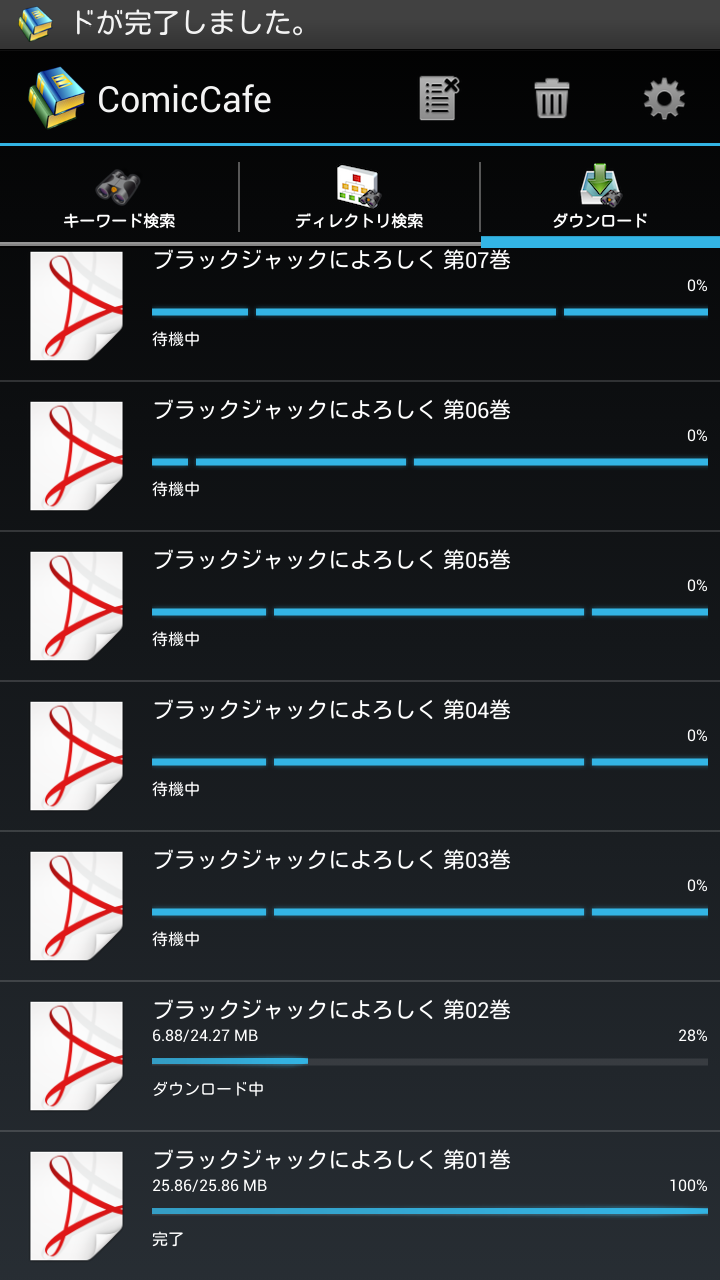 ドが完了しました。
ComicCafe
キーワード検索
ディレクトリ検索
ダウンロード
ブラックジャックによろしく 第07巻
0%
待機中
ブラックジャックによろしく 第06巻
0%
待機中
ブラックジャックによろしく 第05巻
0%
待機中
ブラックジャックによろしく 第04巻
0%
待機中
ブラックジャックによろしく 第03巻
0%
待機中
ブラックジャックによろしく 第02巻
6.88/24.27 MB 28%
ダウンロード中
ブラックジャックによろしく 第01巻
25.86/25.86 MB 100%
完了